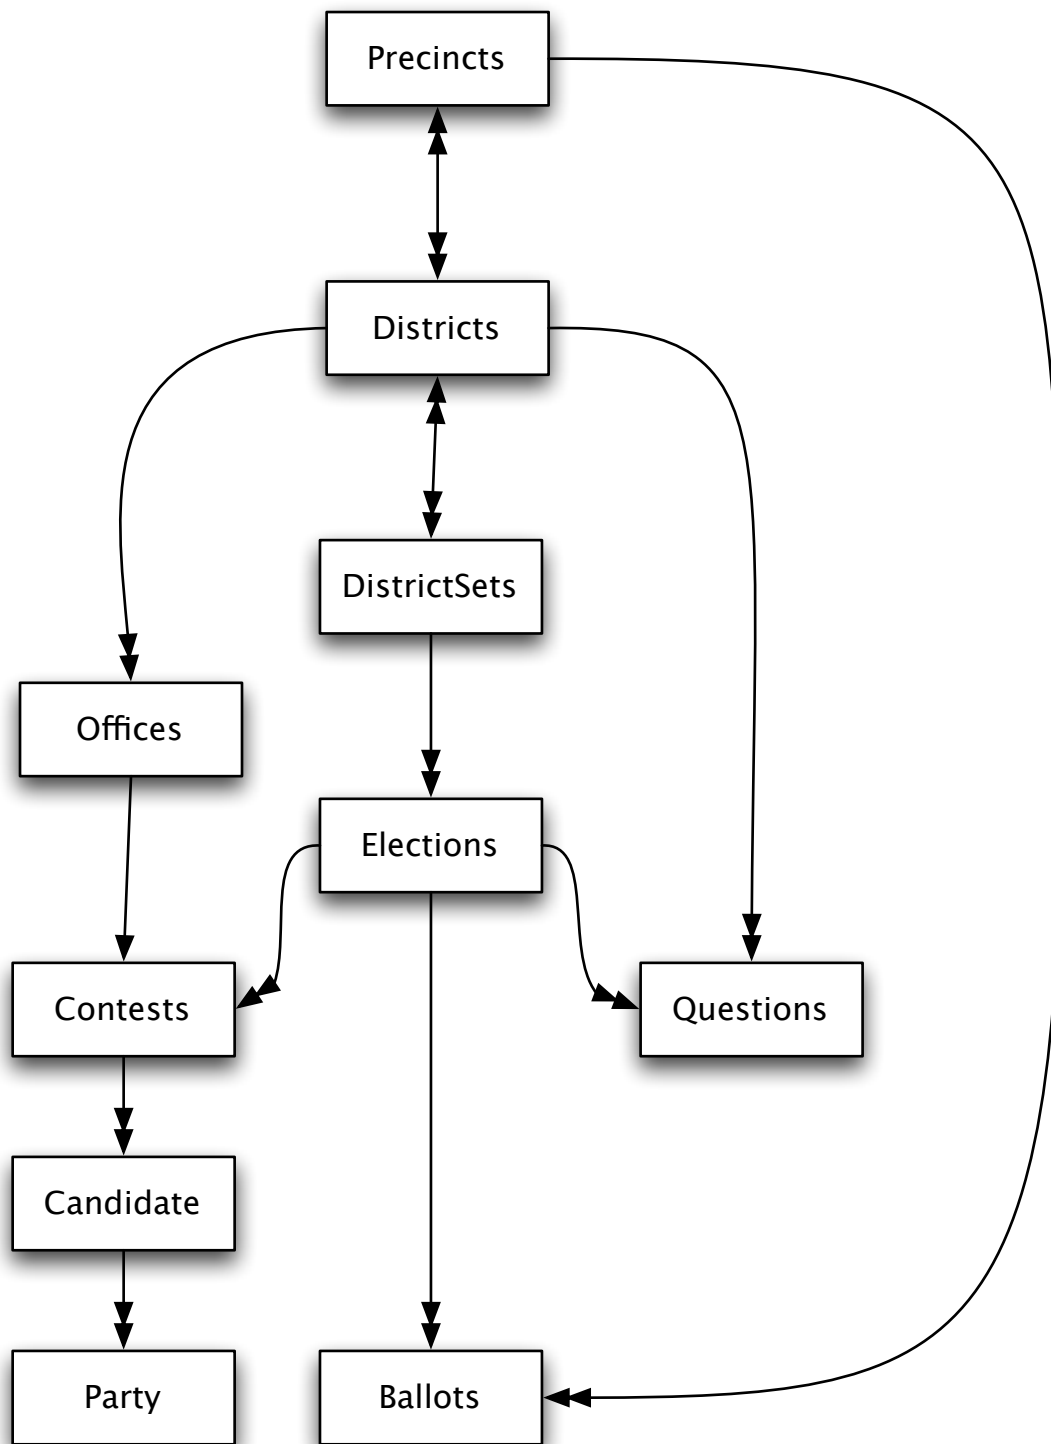 Precincts
Districts
DistrictSets
Offices
Elections
Contests
Questions
Candidate
Party
Ballots